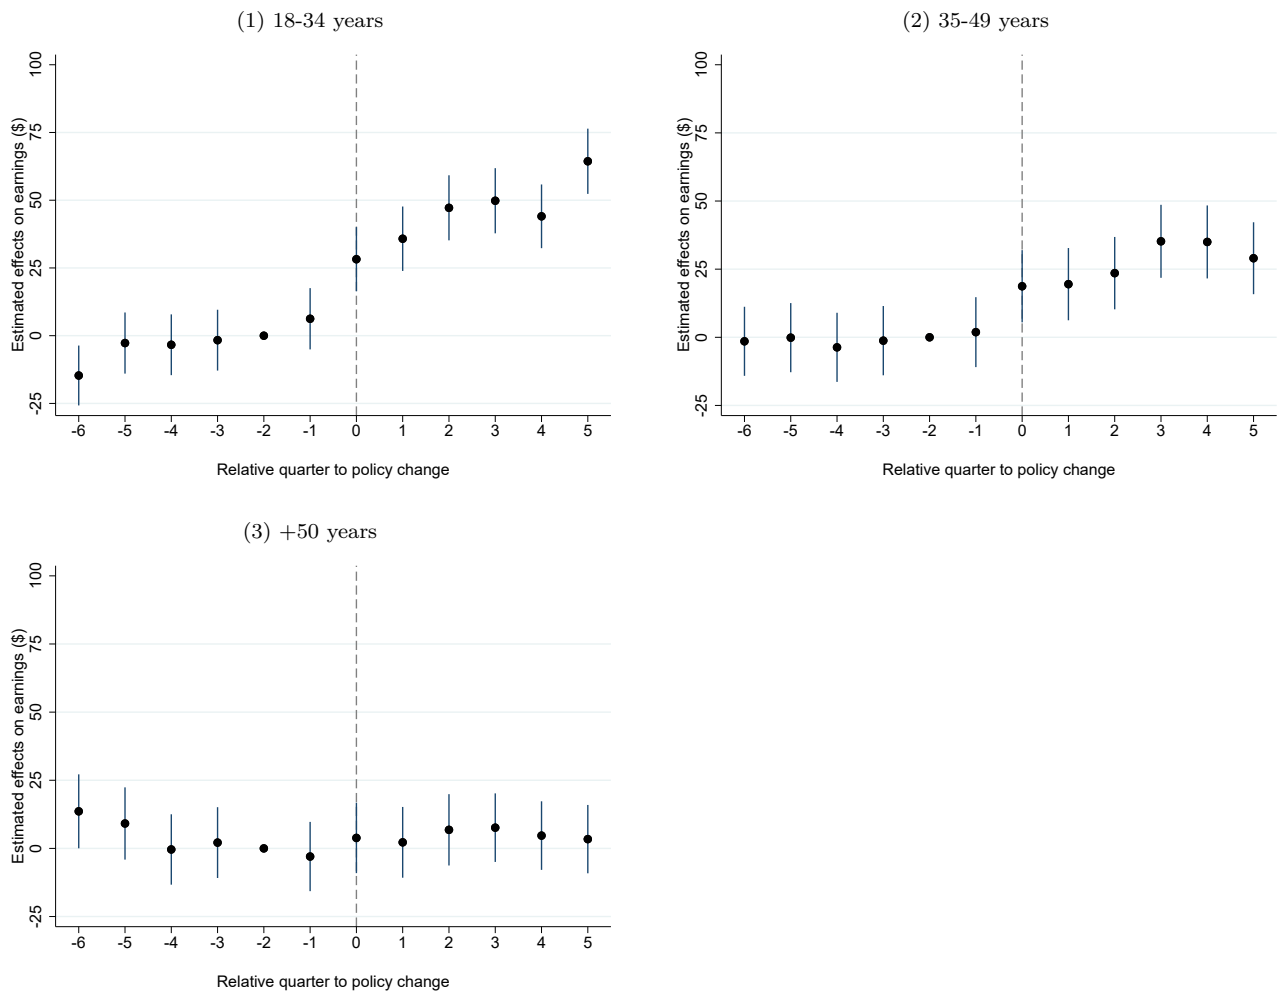 (1) 18-34 years
Estimated effects on earnings ($)
100
75
50
25
0
-25
-6 -5 -4 -3 -2 -1 0 1 2 3 4 5
Relative quarter to policy change
(2) 35-49 years
Estimated effects on earnings ($)
100
75
50
25
0
-25
-6 -5 -4 -3 -2 -1 0 1 2 3 4 5
Relative quarter to policy change
(3) +50 years
Estimated effects on earnings ($)
100
75
50
25
0
-25
-6 -5 -4 -3 -2 -1 0 1 2 3 4 5
Relative quarter to policy change